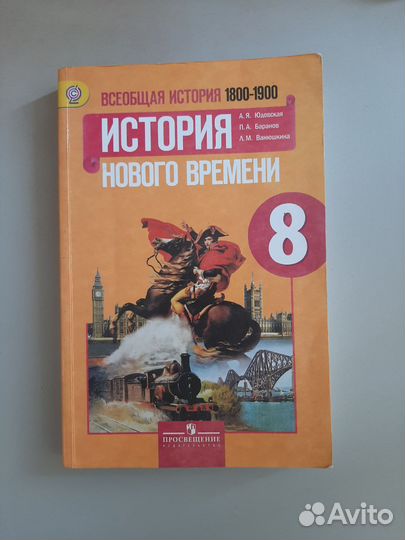 ВСЕОБЩАЯ ИСТОРИЯ 1800-1900
А. Я. Юдовская
П. А. Баранов
Л. М. Ванюшкина
ИСТОРИЯ
НОВОГО ВРЕМЕНИ
8
ПРОСВЕЩЕНИЕ
ИЗДАТЕЛЬСТВО
Avito